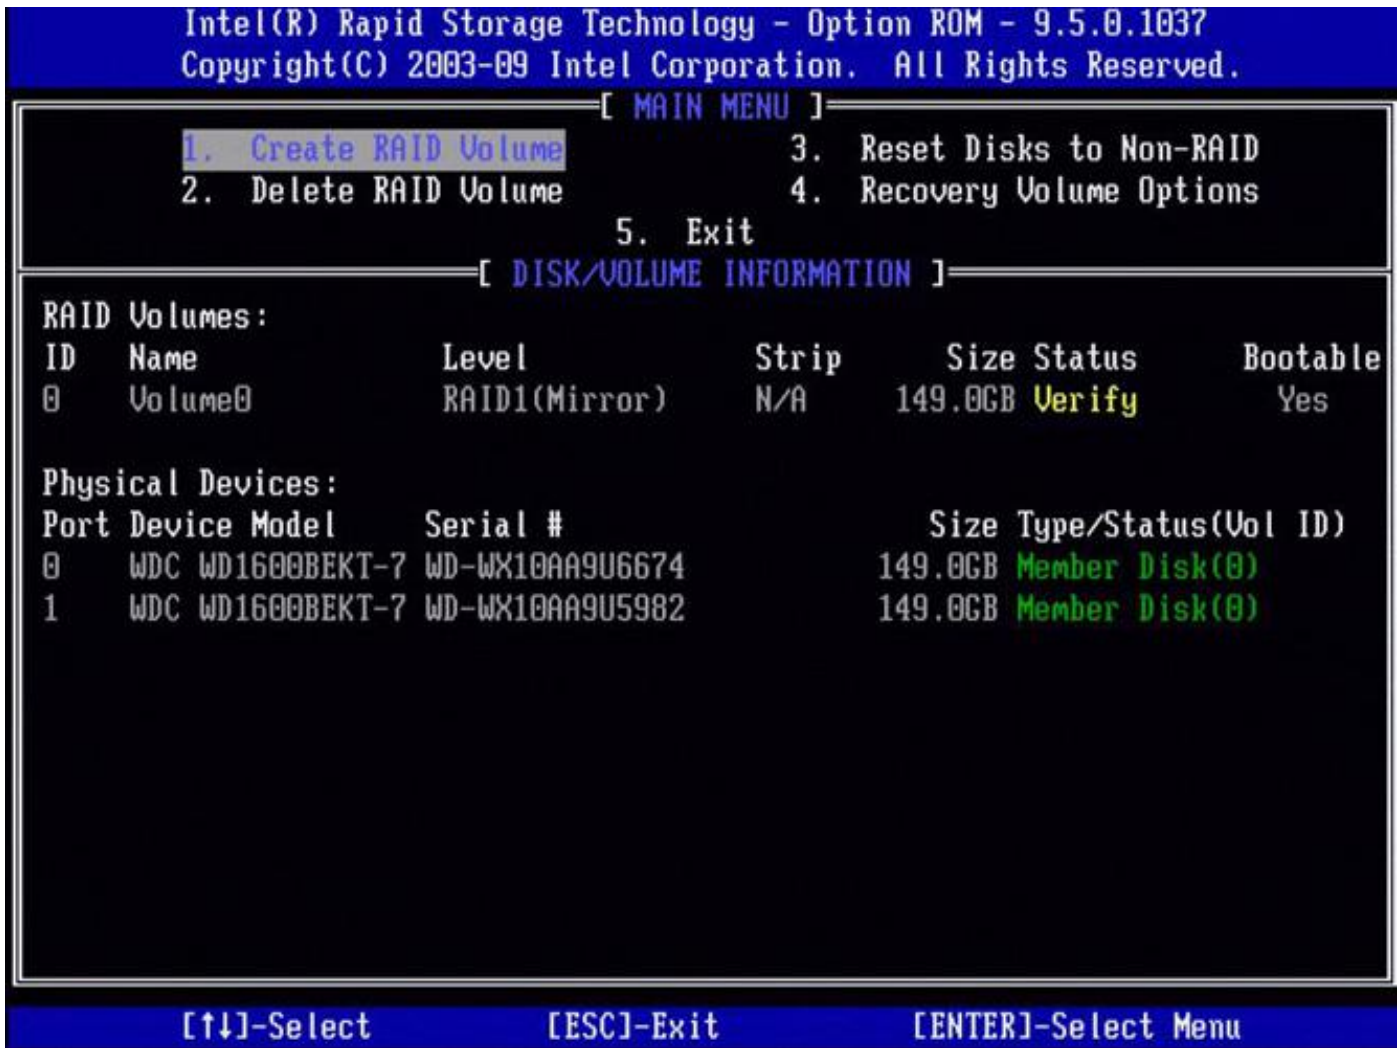 Intel(R) Rapid Storage Technology - Option ROM - 9.5.0.1037
Copyright(C) 2003-09 Intel Corporation.  All Rights Reserved.
[ MAIN MENU ]
1.  Create RAID Volume  3.  Reset Disks to Non-RAID
2.  Delete RAID Volume  4.  Recovery Volume Options
5.  Exit
[ DISK/VOLUME INFORMATION ]
RAID Volumes:
ID Name Level Strip Size Status Bootable
0 Volume0 RAID1(Mirror) N/A 149.0GB Verify Yes
Physical Devices:
Port Device Model Serial # Size Type/Status(Vol ID)
0 WDC WD1600BEKT-7 WD-WX10AA9U6674 149.0GB Member Disk(0)
1 WDC WD1600BEKT-7 WD-WX10AA9U5982 149.0GB Member Disk(0)
[↑↓]-Select [ESC]-Exit [ENTER]-Select Menu